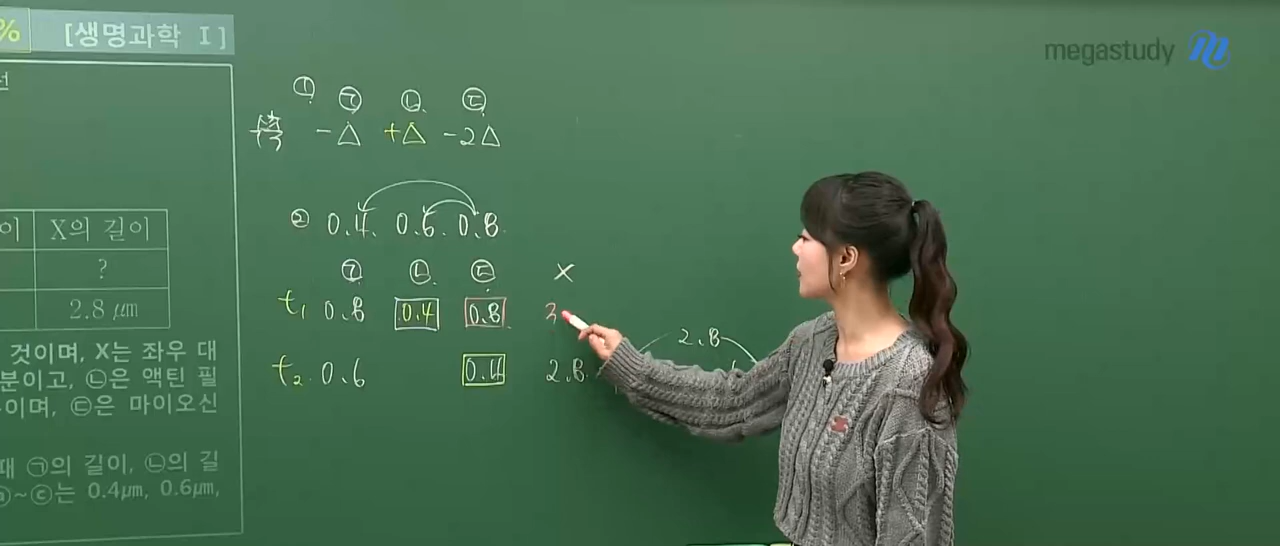 %
[생명과학 Ⅰ]
megastudy
선
이 X의 길이
?
2.8 ㎛
것이며, X는 좌우 대
분이고, ㉡은 액틴 필
이며, ㉢은 마이오신
때 ㉠의 길이, ㉡의 길
ⓐ~ⓒ는 0.4㎛, 0.6㎛,
①
㉠ ㉡ ㉢
-△ +△ -2△
② 0.4. 0.6. 0.8.
㉠ ㉡ ㉢ X
t₁ 0.8 0.4 0.8 3
t₂ 0.6 0.4 2.8
2.8